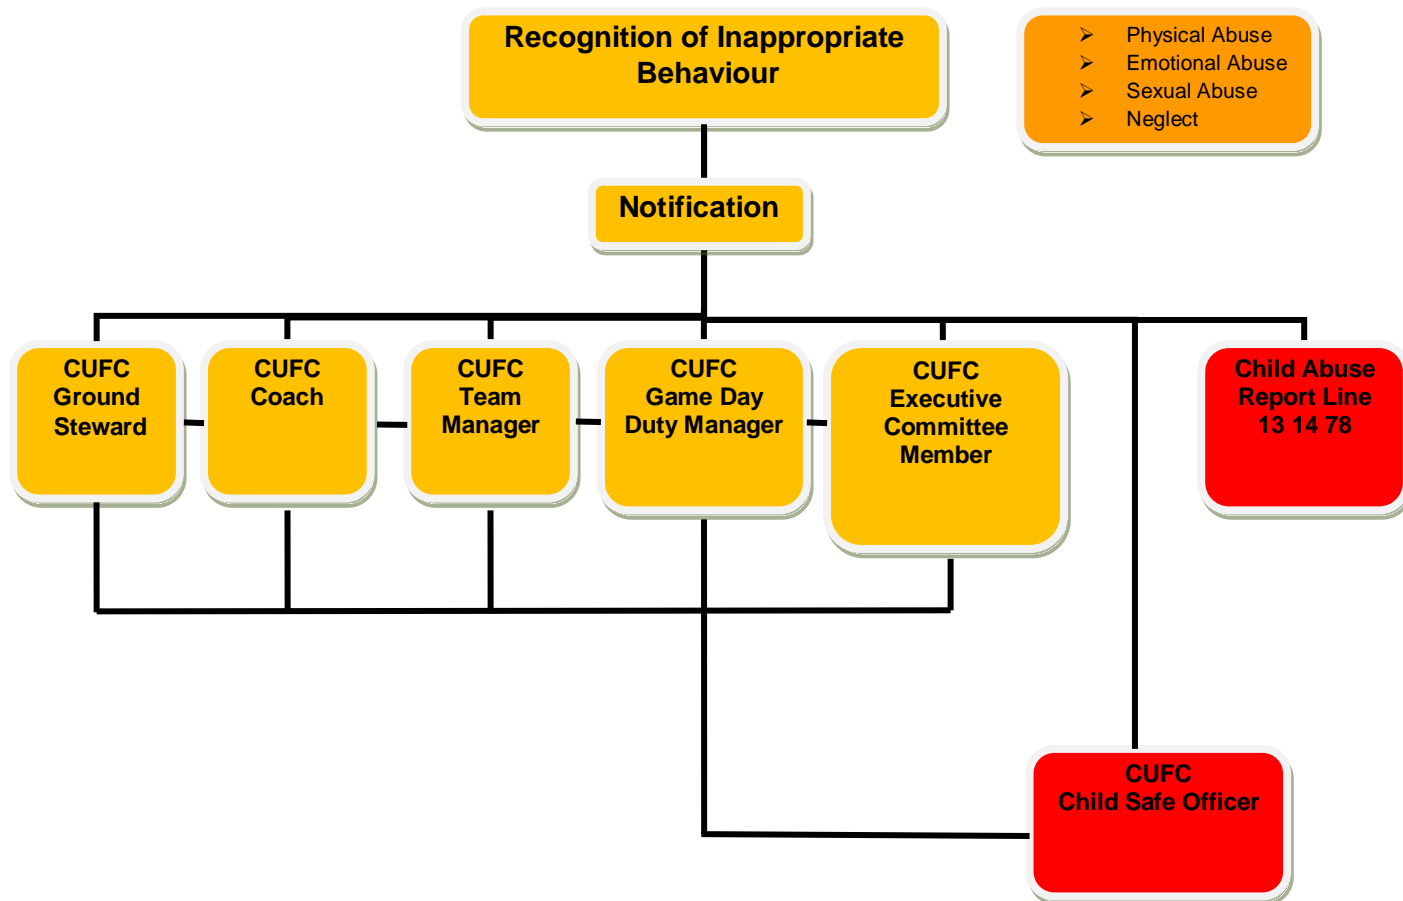 Recognition of Inappropriate
Behaviour
➢ Physical Abuse
➢ Emotional Abuse
➢ Sexual Abuse
➢ Neglect
Notification
CUFC
Ground
Steward
CUFC
Coach
CUFC
Team
Manager
CUFC
Game Day
Duty Manager
CUFC
Executive
Committee
Member
Child Abuse
Report Line
13 14 78
CUFC
Child Safe Officer